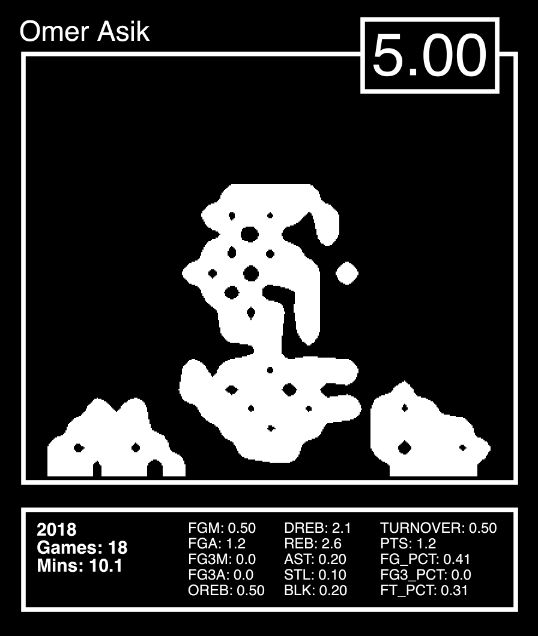 Omer Asik
5.00
2018
Games: 18
Mins: 10.1
FGM: 0.50
FGA: 1.2
FG3M: 0.0
FG3A: 0.0
OREB: 0.50
DREB: 2.1
REB: 2.6
AST: 0.20
STL: 0.10
BLK: 0.20
TURNOVER: 0.50
PTS: 1.2
FG_PCT: 0.41
FG3_PCT: 0.0
FT_PCT: 0.31